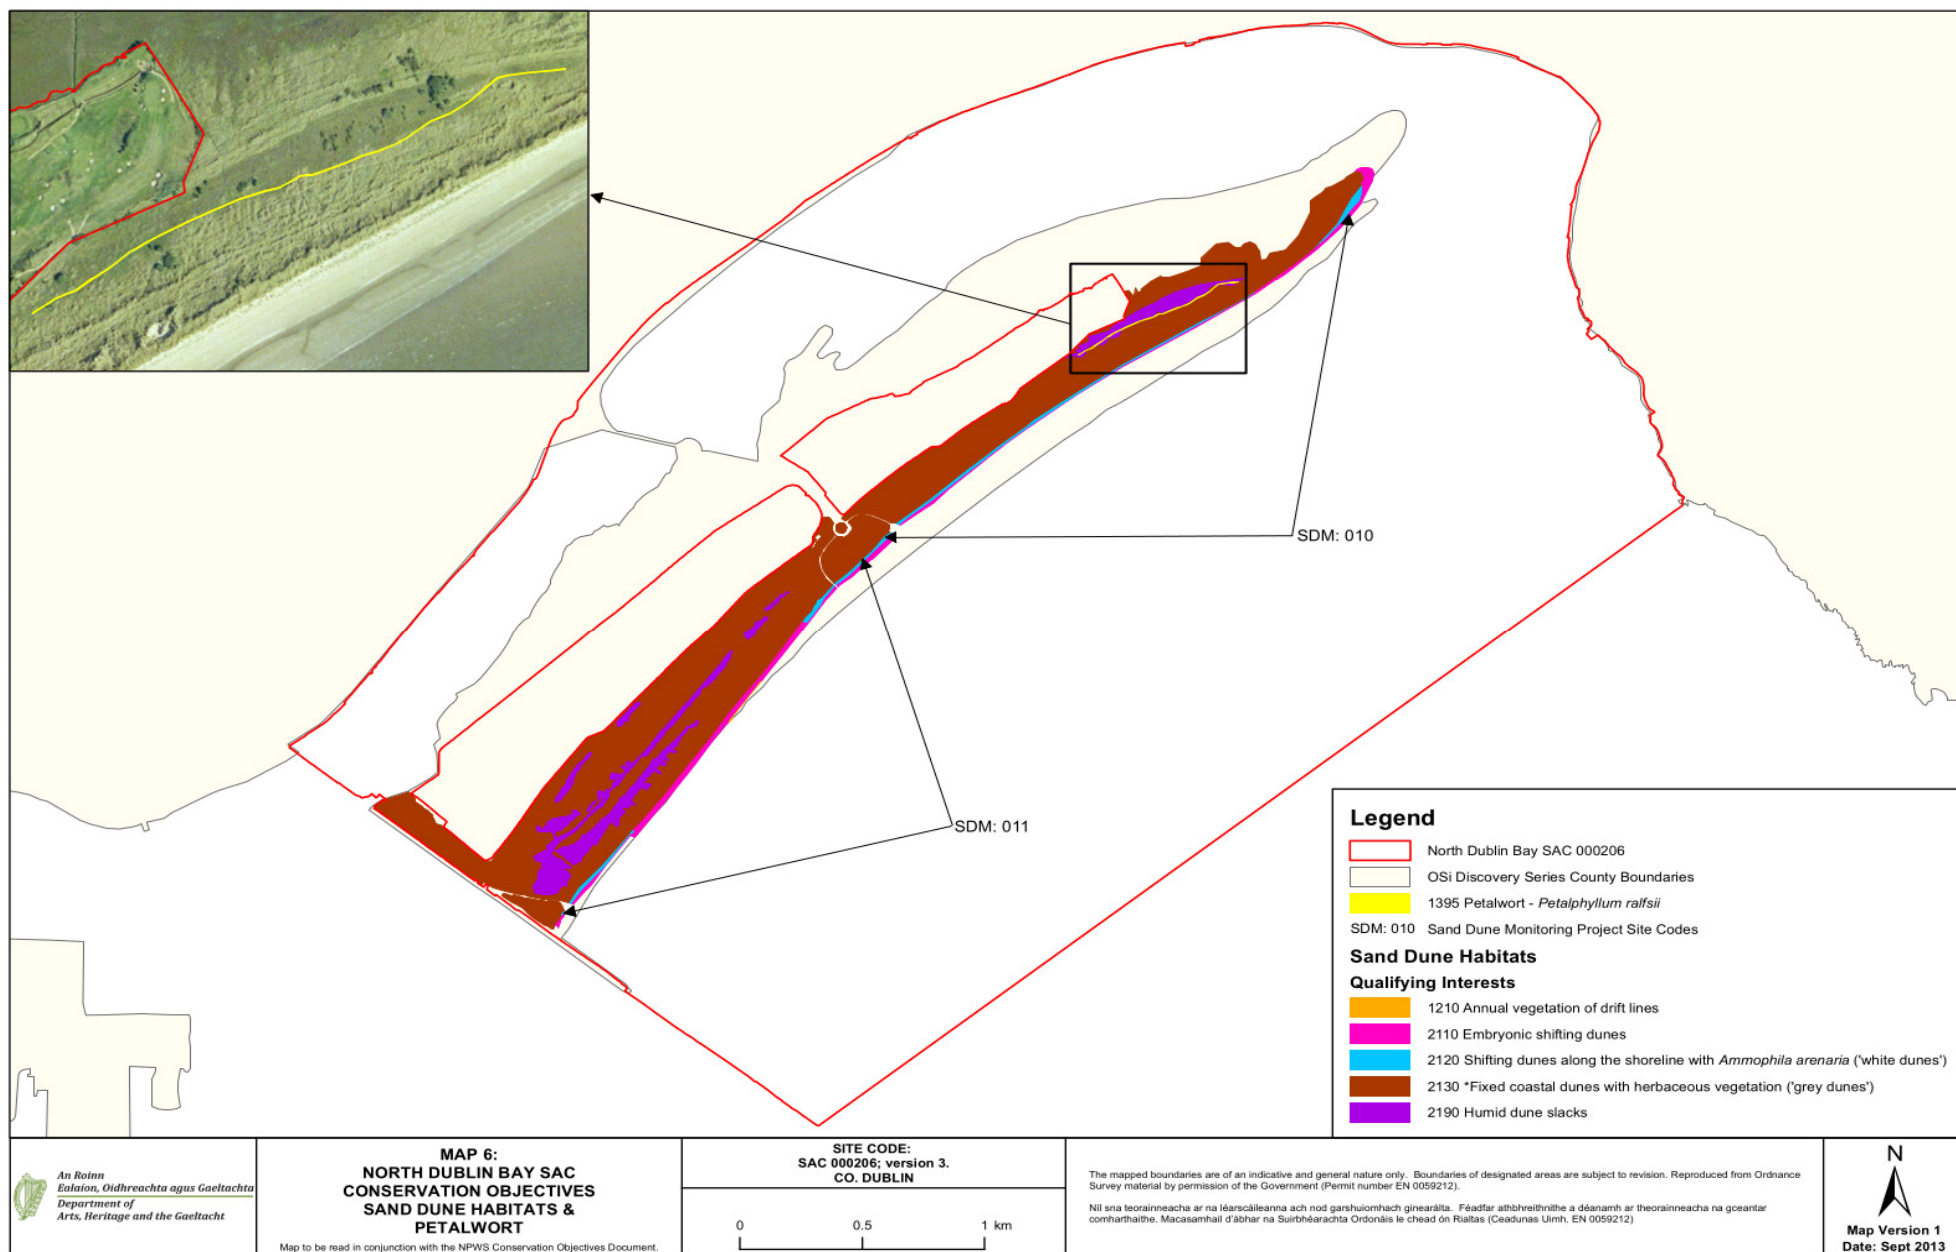 SDM: 010
SDM: 011
Legend
North Dublin Bay SAC 000206
OSi Discovery Series County Boundaries
1395 Petalwort - Petalphyllum ralfsii
SDM: 010 Sand Dune Monitoring Project Site Codes
Sand Dune Habitats
Qualifying Interests
1210 Annual vegetation of drift lines
2110 Embryonic shifting dunes
2120 Shifting dunes along the shoreline with Ammophila arenaria ('white dunes')
2130 *Fixed coastal dunes with herbaceous vegetation ('grey dunes')
2190 Humid dune slacks
An Roinn
Ealaíon, Oidhreachta agus Gaeltachta
Department of
Arts, Heritage and the Gaeltacht
MAP 6:
NORTH DUBLIN BAY SAC
CONSERVATION OBJECTIVES
SAND DUNE HABITATS &
PETALWORT
Map to be read in conjunction with the NPWS Conservation Objectives Document.
SITE CODE:
SAC 000206; version 3.
CO. DUBLIN
0 0.5 1 km
The mapped boundaries are of an indicative and general nature only. Boundaries of designated areas are subject to revision. Reproduced from Ordnance
Survey material by permission of the Government (Permit number EN 0059212).
Níl sna teorainneacha ar na léarscáileanna ach nod garshuiomhach ginearálta. Féadfar athbhreithnithe a déanamh ar theorainneacha na gceantar
comharthaithe. Macasamhail d'ábhar na Suirbhéarachta Ordonáis le chead ón Rialtas (Ceadunas Uimh. EN 0059212)
N
Map Version 1
Date: Sept 2013